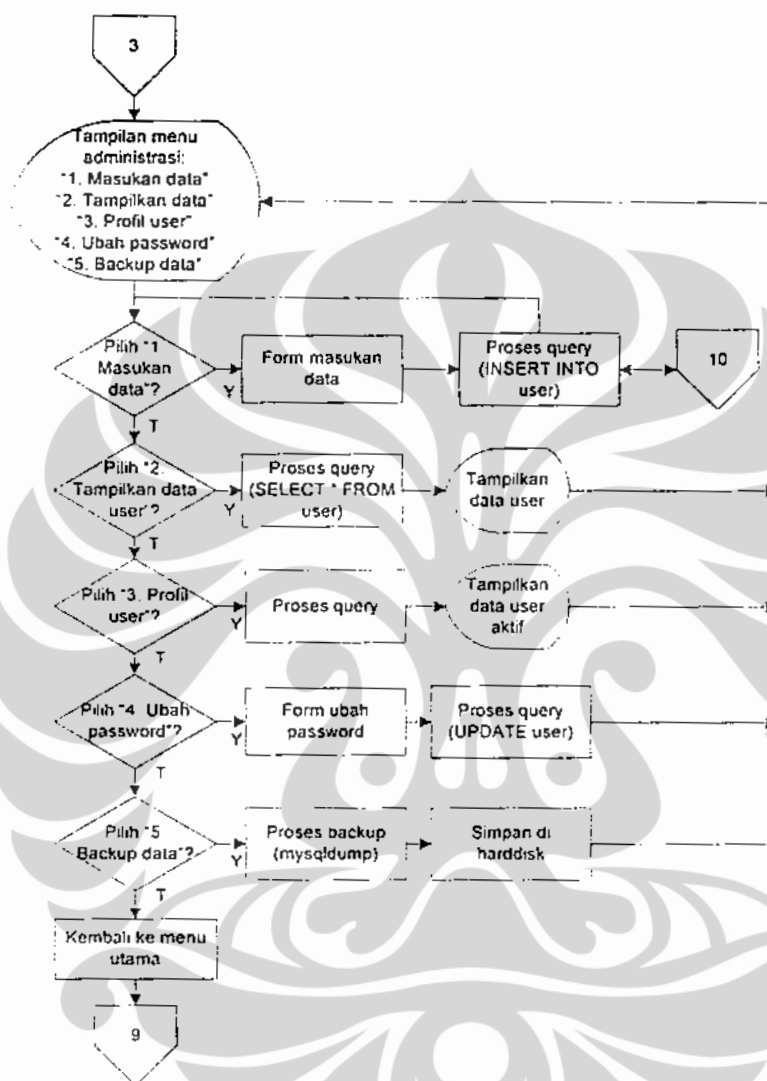 3
Tampilan menu
administrasi:
"1. Masukan data"
"2. Tampilkan data"
"3. Profil user"
"4. Ubah password"
"5. Backup data"
Pilih "1
Masukan
data"?
Y
T
Form masukan
data
Proses query
(INSERT INTO
user)
10
Pilih "2.
Tampilkan data
user"?
Y
T
Proses query
(SELECT * FROM
user)
Tampilkan
data user
Pilih "3. Profil
user"?
Y
T
Proses query
Tampilkan
data user
aktif
Pilih "4. Ubah
password"?
Y
T
Form ubah
password
Proses query
(UPDATE user)
Pilih "5
Backup data"?
Y
T
Proses backup
(mysqldump)
Simpan di
harddisk
Kembali ke menu
utama
9